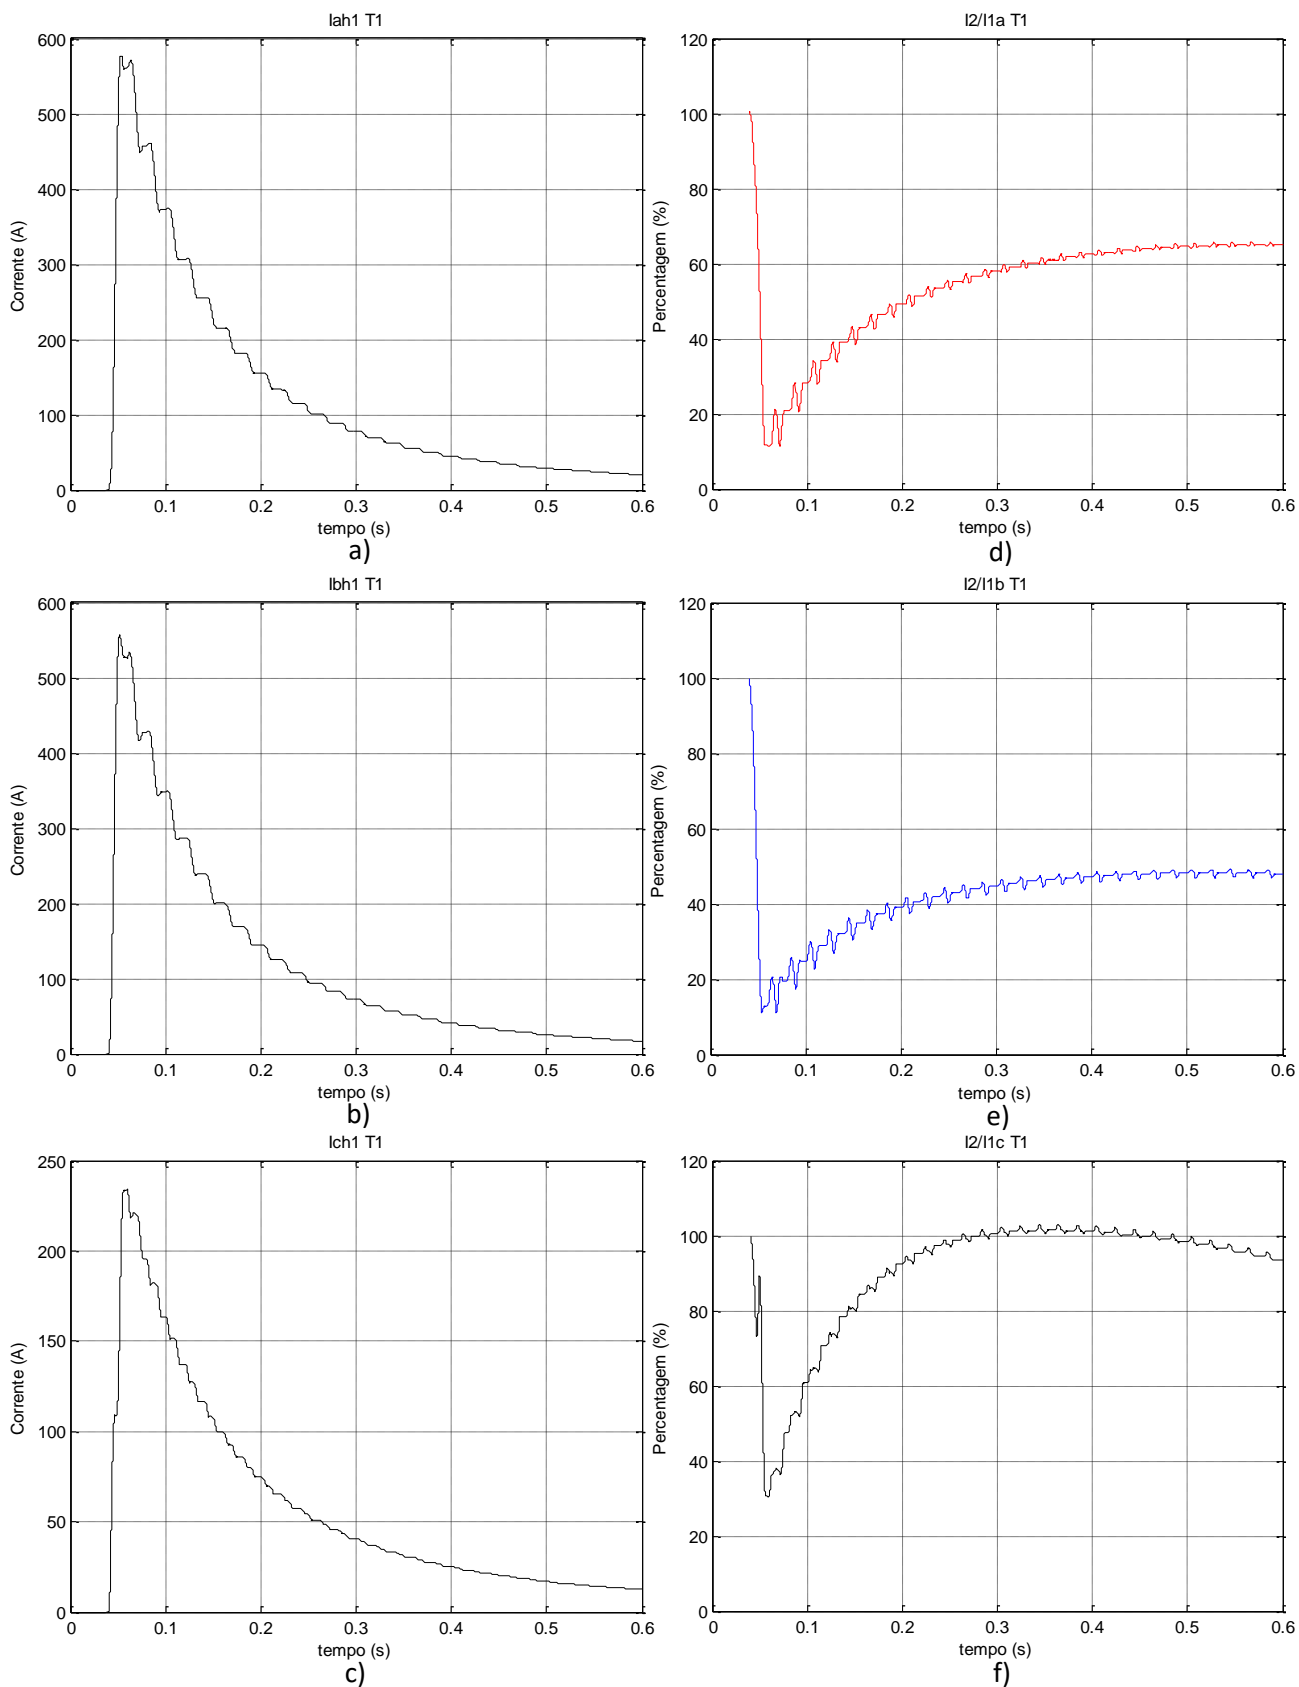 Iah1 T1
600
500
400
300
200
100
0
Corrente (A)
0 0.1 0.2 0.3 0.4 0.5 0.6
tempo (s)
a)
I2/I1a T1
120
100
80
60
40
20
0
Percentagem (%)
0 0.1 0.2 0.3 0.4 0.5 0.6
tempo (s)
d)
Ibh1 T1
600
500
400
300
200
100
0
Corrente (A)
0 0.1 0.2 0.3 0.4 0.5 0.6
tempo (s)
b)
I2/I1b T1
120
100
80
60
40
20
0
Percentagem (%)
0 0.1 0.2 0.3 0.4 0.5 0.6
tempo (s)
e)
Ich1 T1
250
200
150
100
50
0
Corrente (A)
0 0.1 0.2 0.3 0.4 0.5 0.6
tempo (s)
c)
I2/I1c T1
120
100
80
60
40
20
0
Percentagem (%)
0 0.1 0.2 0.3 0.4 0.5 0.6
tempo (s)
f)